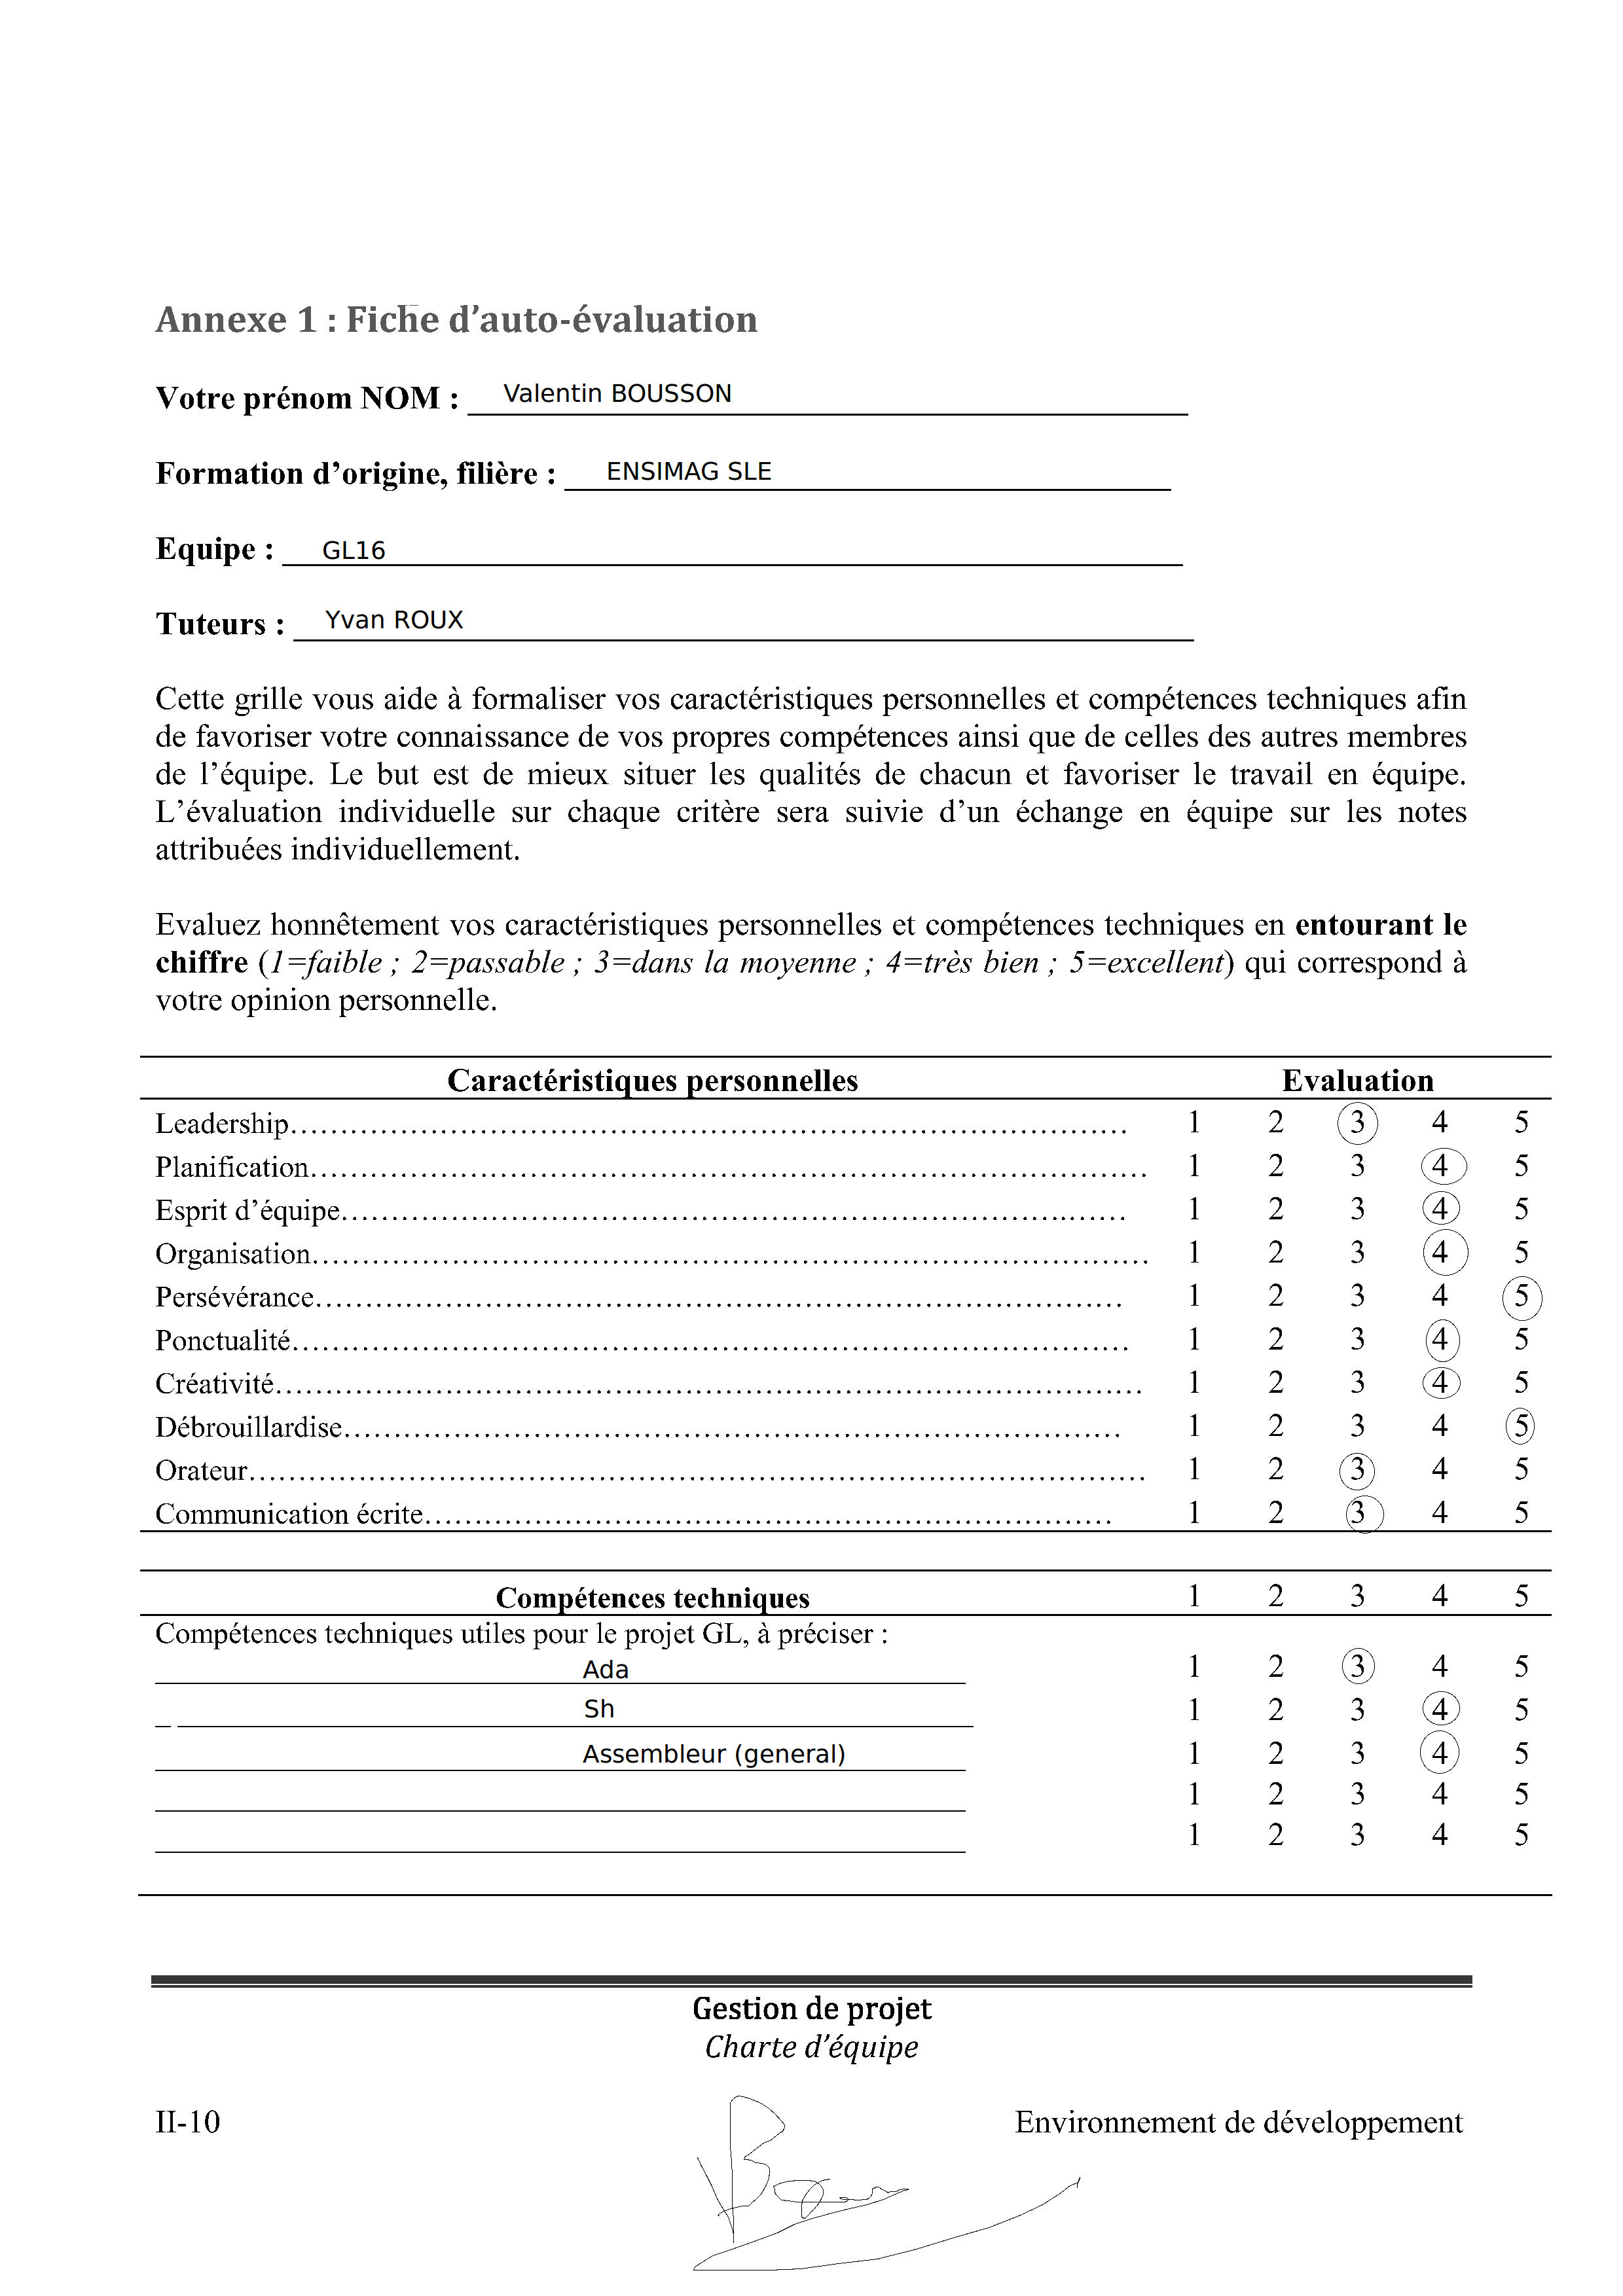 Annexe 1 : Fiche d’auto-évaluation
Votre prénom NOM : Valentin BOUSSON
Formation d’origine, filière : ENSIMAG SLE
Equipe : GL16
Tuteurs : Yvan ROUX
Cette grille vous aide à formaliser vos caractéristiques personnelles et compétences techniques afin
de favoriser votre connaissance de vos propres compétences ainsi que de celles des autres membres
de l’équipe. Le but est de mieux situer les qualités de chacun et favoriser le travail en équipe.
L’évaluation individuelle sur chaque critère sera suivie d’un échange en équipe sur les notes
attribuées individuellement.
Evaluez honnêtement vos caractéristiques personnelles et compétences techniques en entourant le
chiffre (1=faible ; 2=passable ; 3=dans la moyenne ; 4=très bien ; 5=excellent) qui correspond à
votre opinion personnelle.
Caractéristiques personnelles Evaluation
Leadership 1 2 3 4 5
Planification 1 2 3 4 5
Esprit d’équipe 1 2 3 4 5
Organisation 1 2 3 4 5
Persévérance 1 2 3 4 5
Ponctualité 1 2 3 4 5
Créativité 1 2 3 4 5
Débrouillardise 1 2 3 4 5
Orateur 1 2 3 4 5
Communication écrite 1 2 3 4 5
Compétences techniques 1 2 3 4 5
Compétences techniques utiles pour le projet GL, à préciser :
Ada 1 2 3 4 5
Sh 1 2 3 4 5
Assembleur (general) 1 2 3 4 5
1 2 3 4 5
1 2 3 4 5
Gestion de projet
Charte d’équipe
II-10 Environnement de développement